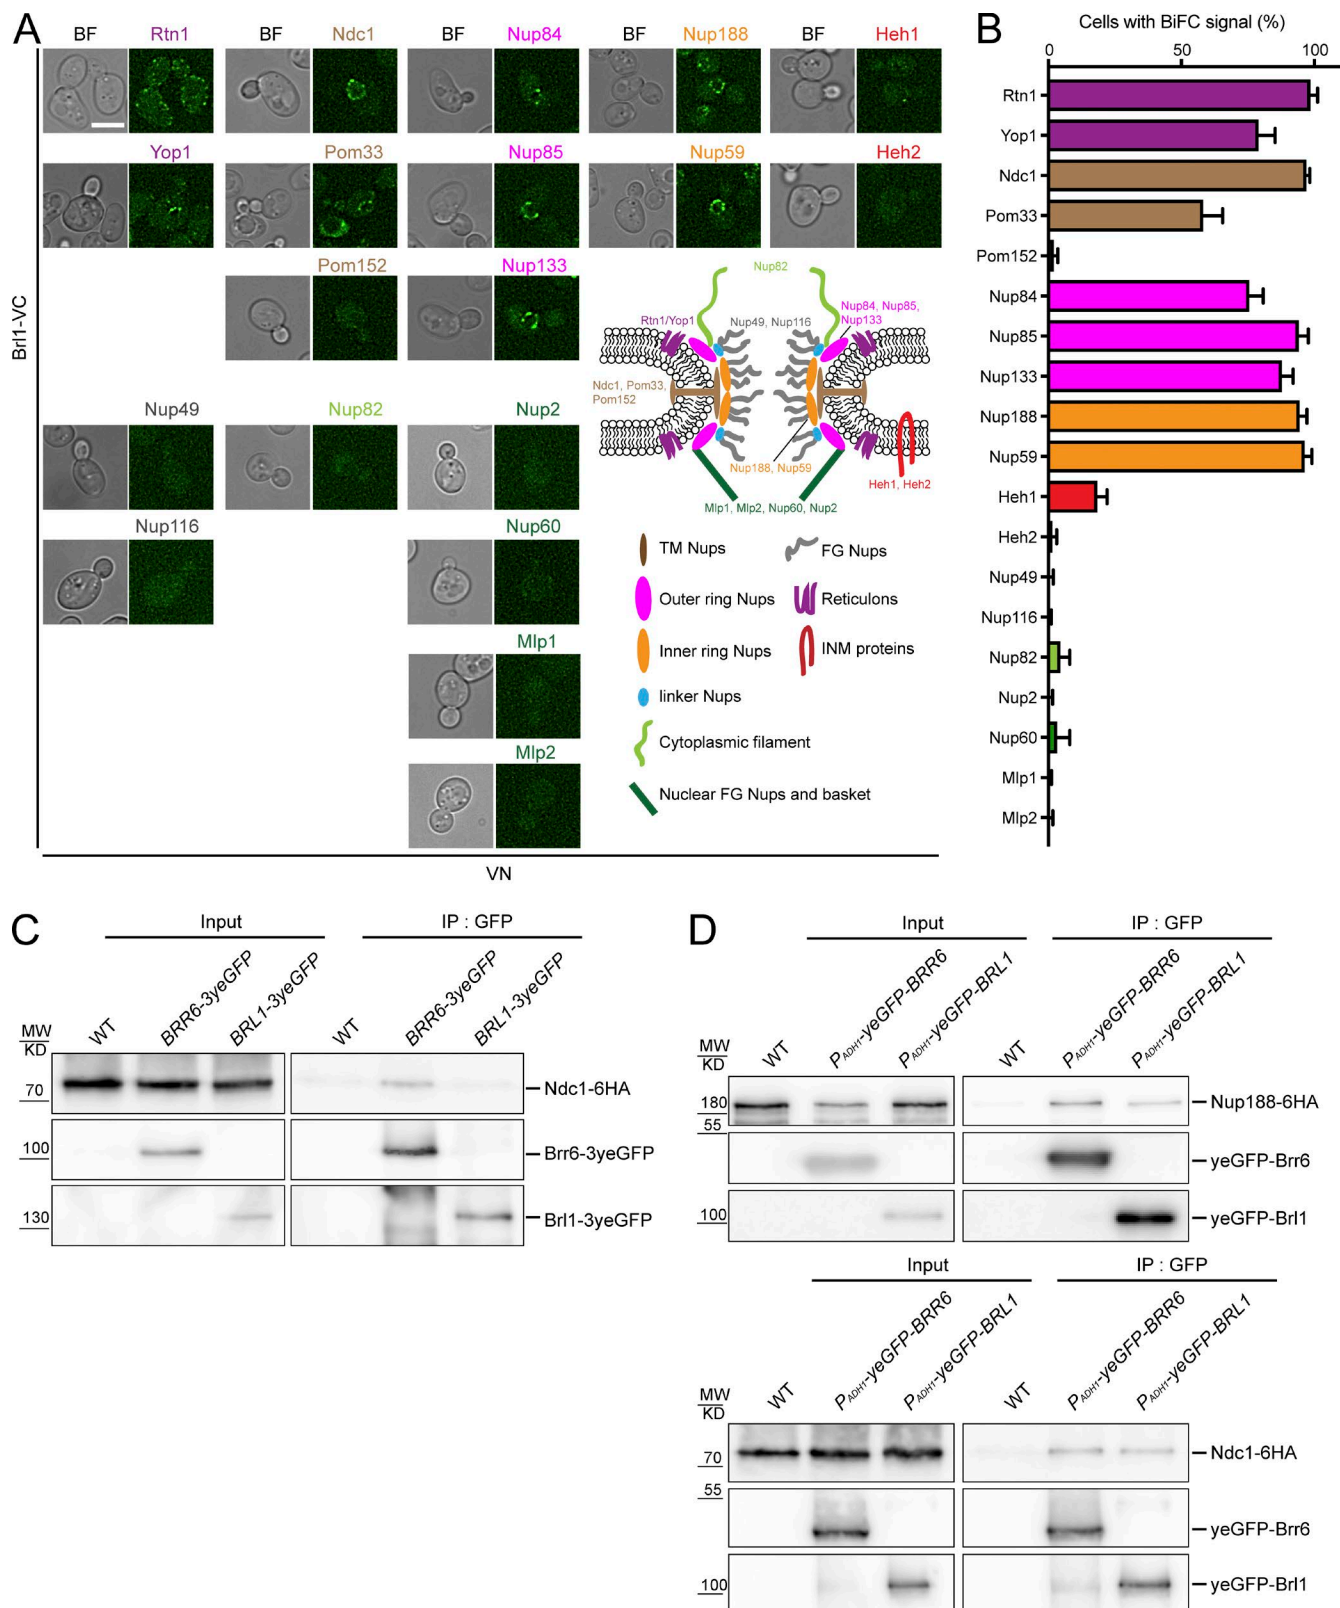 A
BF Rtn1 BF Ndc1 BF Nup84 BF Nup188 BF Heh1
Yop1 Pom33 Nup85 Nup59 Heh2
Pom152 Nup133
Nup49 Nup82 Nup2
Nup116 Nup60
Mlp1
Mlp2
Brl1-VC
VN
Nup82
Rtn1/Yop1
Nup49, Nup116
Nup84, Nup85,
Nup133
Ndc1, Pom33,
Pom152
Nup188, Nup59
Heh1, Heh2
Mlp1, Mlp2, Nup60, Nup2
TM Nups
FG Nups
Outer ring Nups
Reticulons
Inner ring Nups
INM proteins
linker Nups
Cytoplasmic filament
Nuclear FG Nups and basket
B
Cells with BiFC signal (%)
0 50 100
Rtn1
Yop1
Ndc1
Pom33
Pom152
Nup84
Nup85
Nup133
Nup188
Nup59
Heh1
Heh2
Nup49
Nup116
Nup82
Nup2
Nup60
Mlp1
Mlp2
C
Input IP : GFP
WT BRR6-3yeGFP BRL1-3yeGFP WT BRR6-3yeGFP BRL1-3yeGFP
MW
KD
70 Ndc1-6HA
100 Brr6-3yeGFP
130 Brl1-3yeGFP
D
Input IP : GFP
WT PADH1-yeGFP-BRR6 PADH1-yeGFP-BRL1 WT PADH1-yeGFP-BRR6 PADH1-yeGFP-BRL1
MW
KD
180 Nup188-6HA
55
yeGFP-Brr6
100 yeGFP-Brl1
Input IP : GFP
WT PADH1-yeGFP-BRR6 PADH1-yeGFP-BRL1 WT PADH1-yeGFP-BRR6 PADH1-yeGFP-BRL1
MW
KD
70 Ndc1-6HA
55
yeGFP-Brr6
100 yeGFP-Brl1